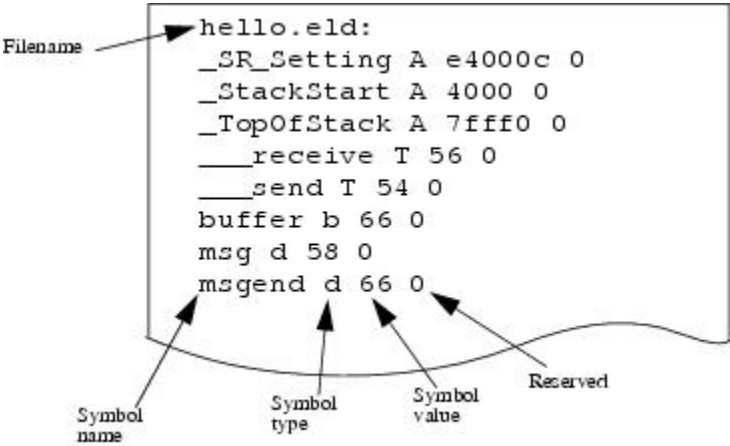 Filename
hello.eld:
_SR_Setting A e4000c 0
_StackStart A 4000 0
_TopOfStack A 7fff0 0
___receive T 56 0
___send T 54 0
buffer b 66 0
msg d 58 0
msgend d 66 0
Symbol
name
Symbol
type
Symbol
value
Reserved